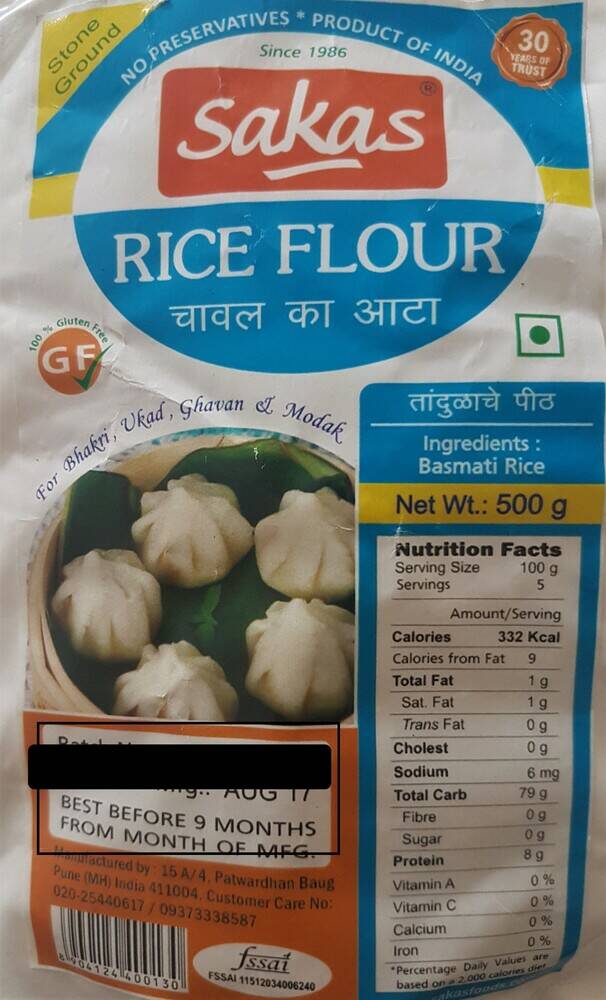 Stone
Ground
NO PRESERVATIVES * PRODUCT OF INDIA
30
YEARS OF
TRUST
Since 1986
Sakas®
RICE FLOUR
चावल का आटा
100 % Gluten Free
GF
For Bhakri, Ukad, Ghavan & Modak
तांदुळाचे पीठ
Ingredients :
Basmati Rice
Net Wt.: 500 g
Nutrition Facts
Serving Size 100 g
Servings 5
Amount/Serving
Calories 332 Kcal
Calories from Fat 9
Total Fat 1 g
Sat. Fat 1 g
Trans Fat 0 g
Cholest 0 g
Sodium 6 mg
Total Carb 79 g
Fibre 0 g
Sugar 0 g
Protein 8 g
Vitamin A 0 %
Vitamin C 0 %
Calcium 0 %
Iron 0 %
*Percentage Daily Values are
based on a 2,000 calories diet
AUG 17
BEST BEFORE 9 MONTHS
FROM MONTH OF MFG.
Manufactured by : 15 A/4, Patwardhan Baug
Pune (MH) India 411004. Customer Care No:
020-25440617 / 09373338587
8 904124 400130
fssai
FSSAI 11512034006240